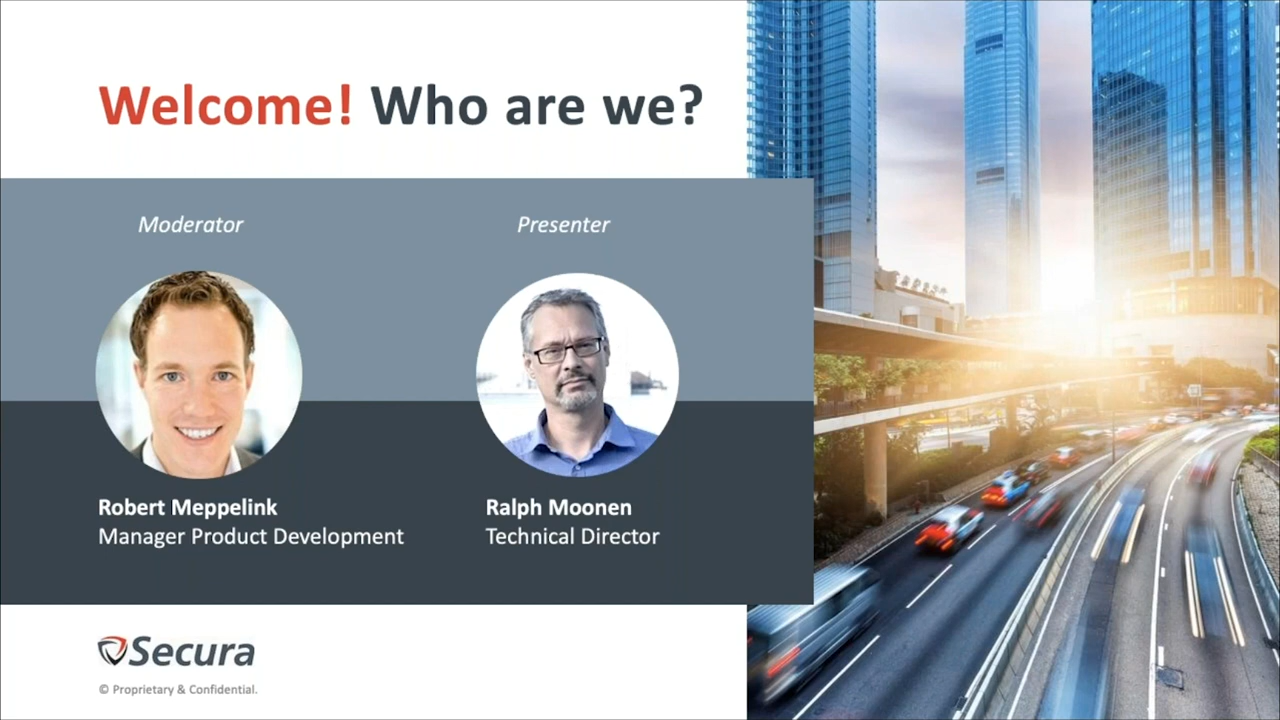 Welcome! Who are we?
Moderator
Presenter
Robert Meppelink
Manager Product Development
Ralph Moonen
Technical Director
Secura
© Proprietary & Confidential.